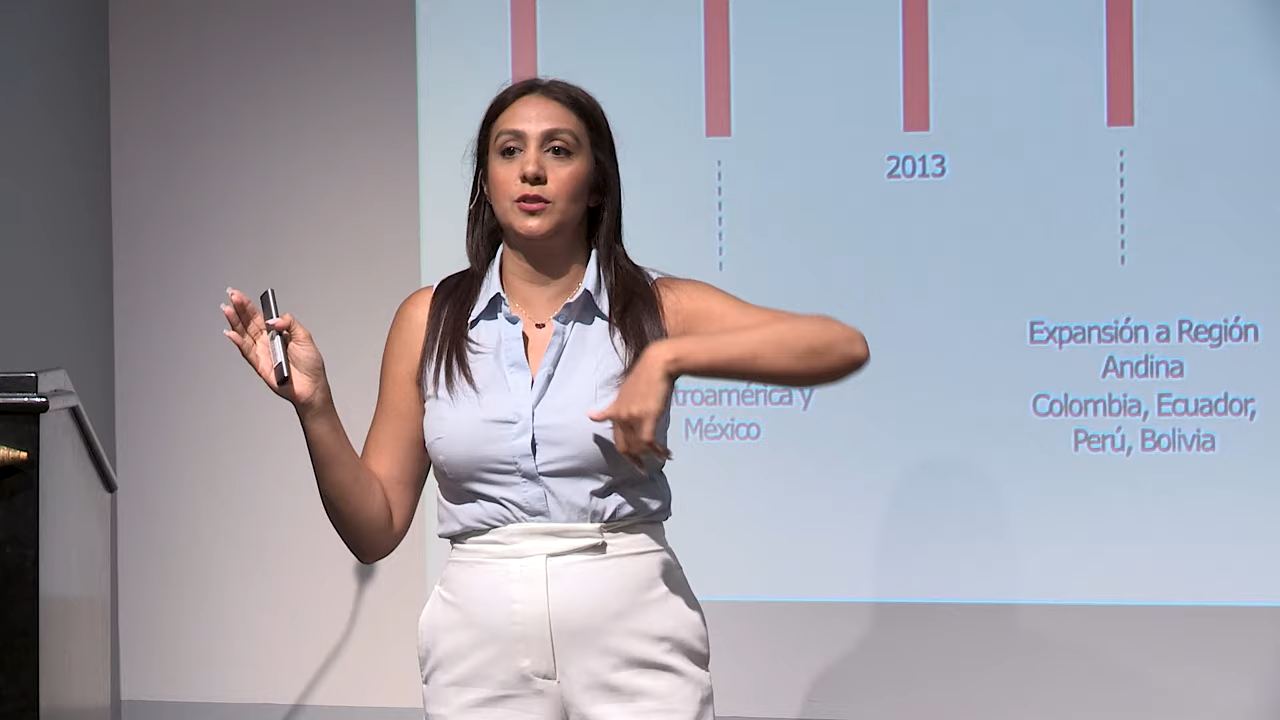 2013
troamérica y
México
Expansión a Región
Andina
Colombia, Ecuador,
Perú, Bolivia